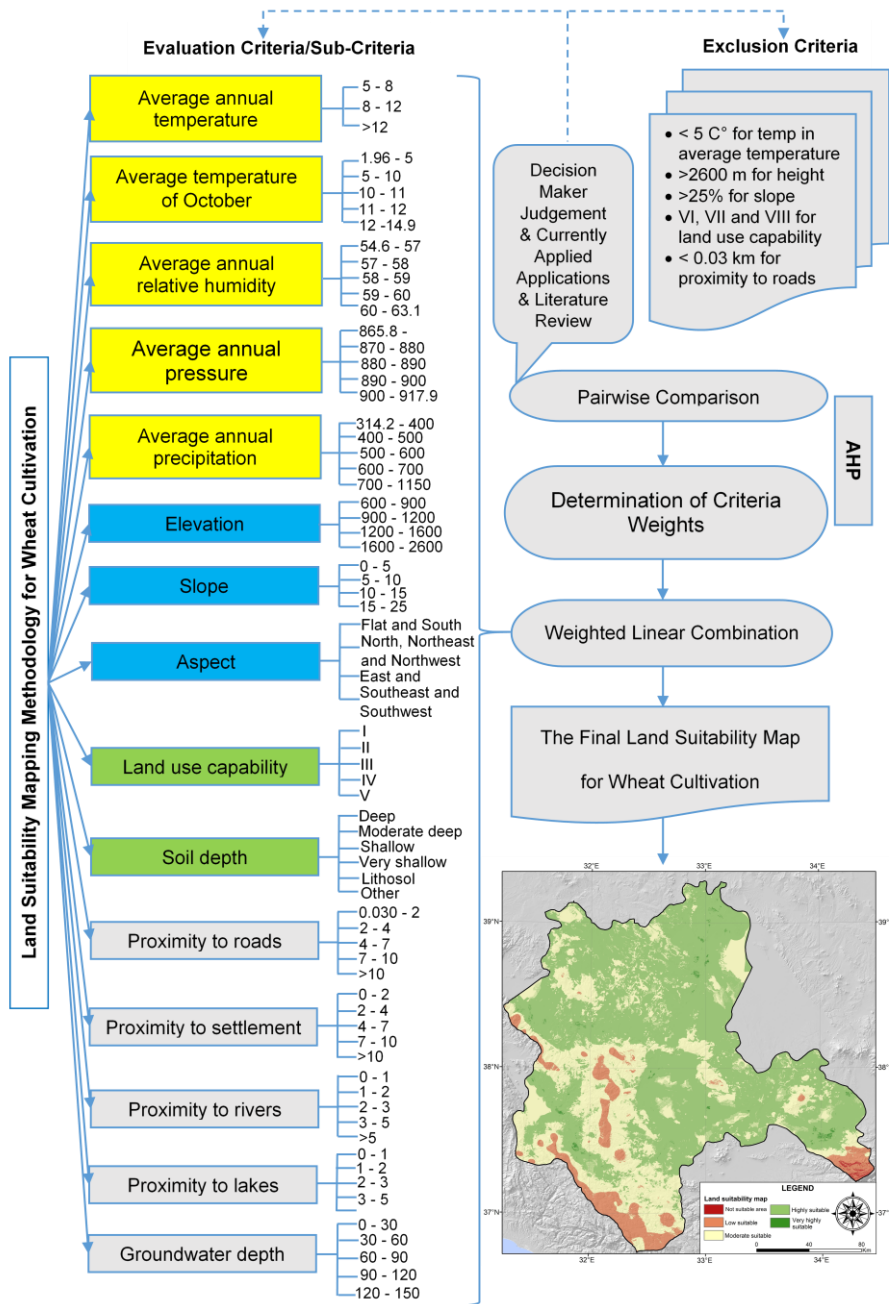 Evaluation Criteria/Sub-Criteria
Exclusion Criteria
Land Suitability Mapping Methodology for Wheat Cultivation
Average annual
temperature
5 - 8
8 - 12
>12
Average temperature
of October
1.96 - 5
5 - 10
10 - 11
11 - 12
12 -14.9
Average annual
relative humidity
54.6 - 57
57 - 58
58 - 59
59 - 60
60 - 63.1
Average annual
pressure
865.8 -
870 - 880
880 - 890
890 - 900
900 - 917.9
Average annual
precipitation
314.2 - 400
400 - 500
500 - 600
600 - 700
700 - 1150
Elevation
600 - 900
900 - 1200
1200 - 1600
1600 - 2600
Slope
0 - 5
5 - 10
10 - 15
15 - 25
Aspect
Flat and South
North, Northeast
and Northwest
East and
Southeast and
Southwest
Land use capability
I
II
III
IV
V
Soil depth
Deep
Moderate deep
Shallow
Very shallow
Lithosol
Other
Proximity to roads
0.030 - 2
2 - 4
4 - 7
7 - 10
>10
Proximity to settlement
0 - 2
2 - 4
4 - 7
7 - 10
>10
Proximity to rivers
0 - 1
1 - 2
2 - 3
3 - 5
>5
Proximity to lakes
0 - 1
1 - 2
2 - 3
3 - 5
Groundwater depth
0 - 30
30 - 60
60 - 90
90 - 120
120 - 150
Decision
Maker
Judgement
& Currently
Applied
Applications
& Literature
Review
• < 5 C° for temp in
average temperature
• >2600 m for height
• >25% for slope
• VI, VII and VIII for
land use capability
• < 0.03 km for
proximity to roads
Pairwise Comparison
AHP
Determination of Criteria
Weights
Weighted Linear Combination
The Final Land Suitability Map
for Wheat Cultivation
32°E 33°E 34°E
39°N 39°N
38°N 38°N
37°N 37°N
LEGEND
Land suitability map
Not suitable area
Low suitable
Moderate suitable
Highly suitable
Very highly
suitable
0 40 80
Km
32°E 33°E 34°E